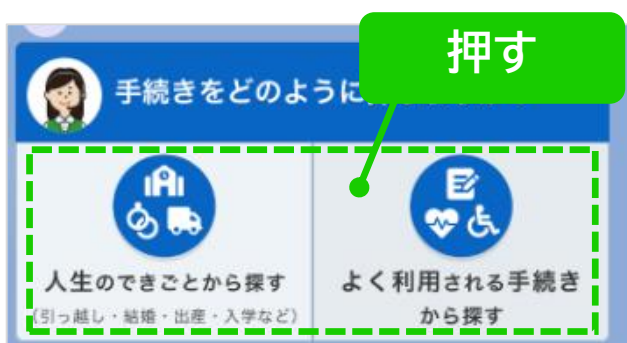 押す
手続きをどのように
人生のできごとから探す
(引っ越し・結婚・出産・入学など)
よく利用される手続き
から探す